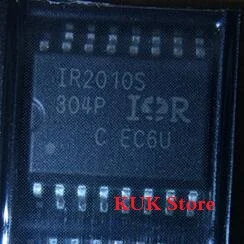 IR2010S
304P IOR
C EC6U
KUK Store